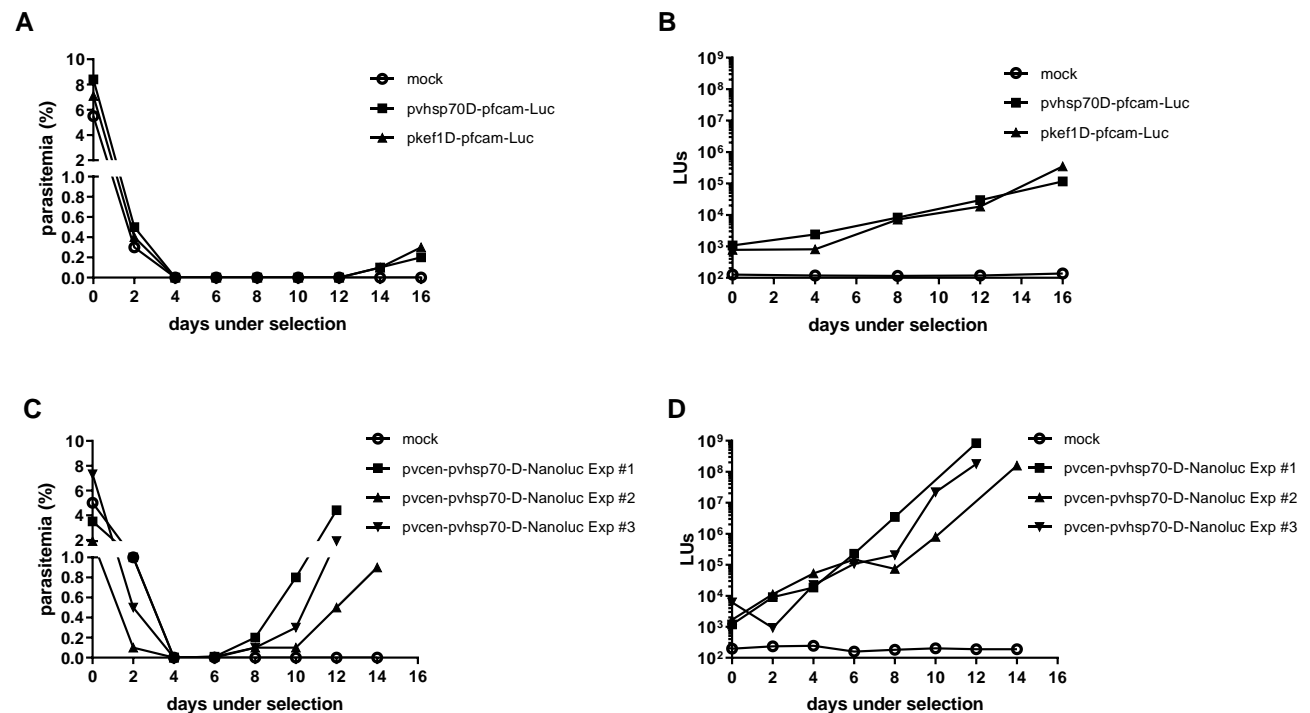 A
parasitemia (%)
10
8
6
4
2
1.0
0.8
0.6
0.4
0.2
0.0
0 2 4 6 8 10 12 14 16
days under selection
mock
pvhsp70D-pfcam-Luc
pkef1D-pfcam-Luc
B
LUs
10⁹
10⁸
10⁷
10⁶
10⁵
10⁴
10³
10²
0 2 4 6 8 10 12 14 16
days under selection
mock
pvhsp70D-pfcam-Luc
pkef1D-pfcam-Luc
C
parasitemia (%)
10
8
6
4
2
1.0
0.8
0.6
0.4
0.2
0.0
0 2 4 6 8 10 12 14 16
days under selection
mock
pvcen-pvhsp70-D-Nanoluc Exp #1
pvcen-pvhsp70-D-Nanoluc Exp #2
pvcen-pvhsp70-D-Nanoluc Exp #3
D
LUs
10⁹
10⁸
10⁷
10⁶
10⁵
10⁴
10³
10²
0 2 4 6 8 10 12 14 16
days under selection
mock
pvcen-pvhsp70-D-Nanoluc Exp #1
pvcen-pvhsp70-D-Nanoluc Exp #2
pvcen-pvhsp70-D-Nanoluc Exp #3